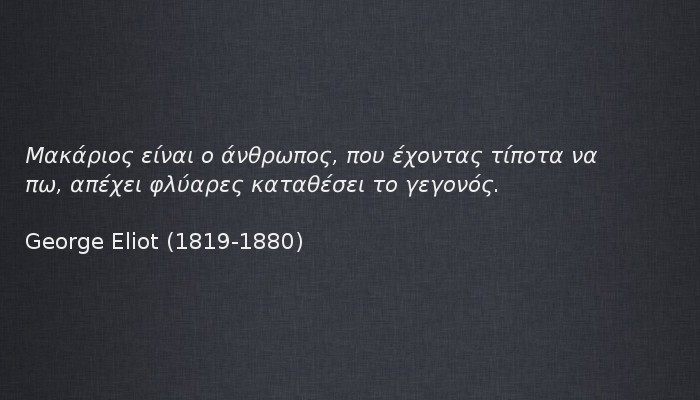 Μακάριος είναι ο άνθρωπος, που έχοντας τίποτα να
πω, απέχει φλύαρες καταθέσει το γεγονός.
George Eliot (1819-1880)